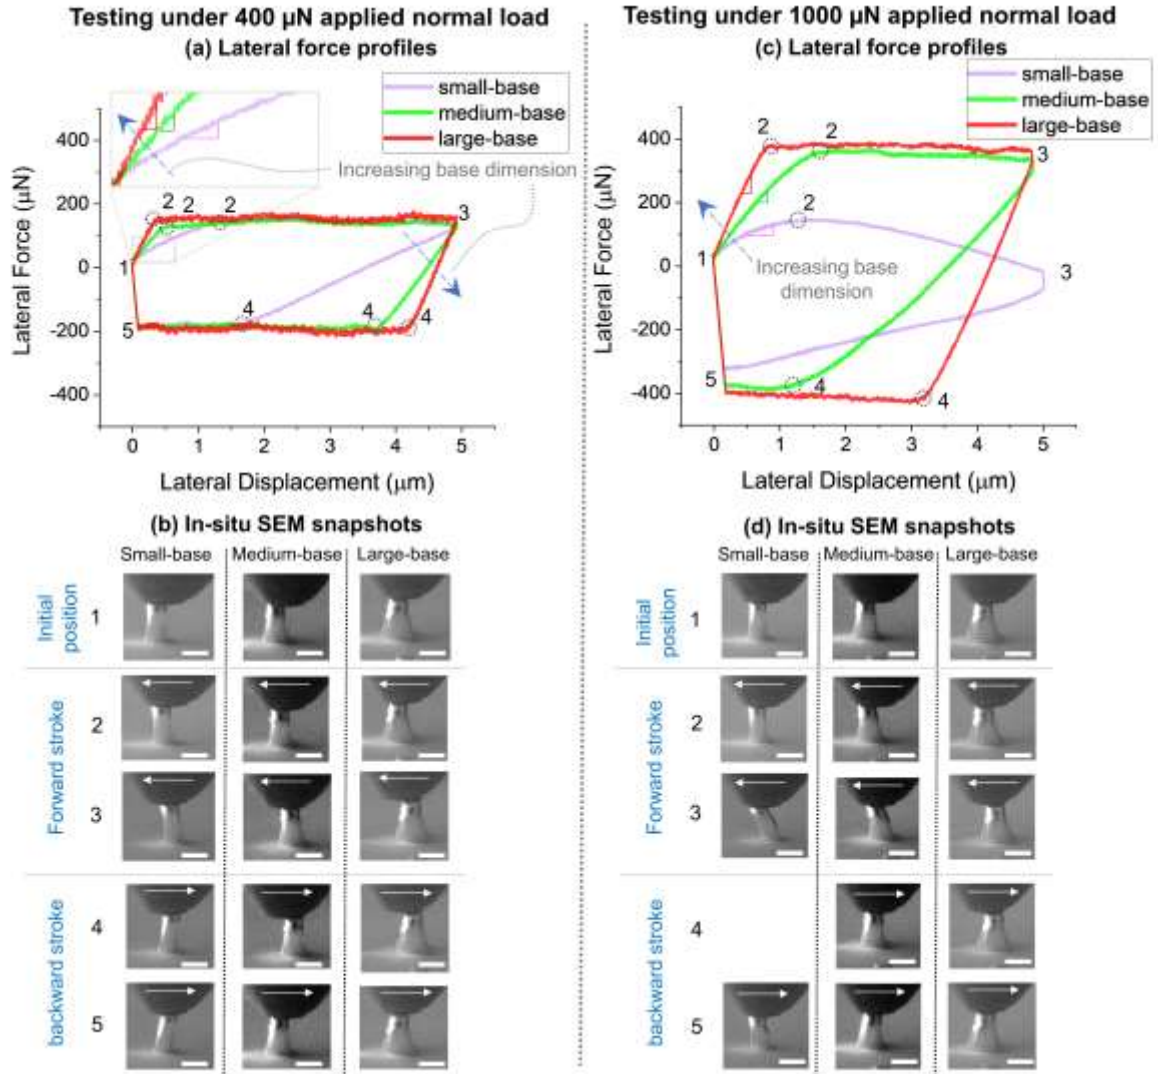 Testing under 400 µN applied normal load
(a) Lateral force profiles
small-base
medium-base
large-base
Increasing base dimension
Lateral Force (µN)
400
200
0
-200
-400
1
2
2
2
3
4
4
4
5
0
1
2
3
4
5
Lateral Displacement (µm)
(b) In-situ SEM snapshots
Small-base
Medium-base
Large-base
Initial position
1
Forward stroke
2
3
backward stroke
4
5
Testing under 1000 µN applied normal load
(c) Lateral force profiles
small-base
medium-base
large-base
Increasing base
dimension
Lateral Force (µN)
400
200
0
-200
-400
1
2
2
2
3
3
4
4
5
0
1
2
3
4
5
Lateral Displacement (µm)
(d) In-situ SEM snapshots
Small-base
Medium-base
Large-base
Initial position
1
Forward stroke
2
3
backward stroke
4
5